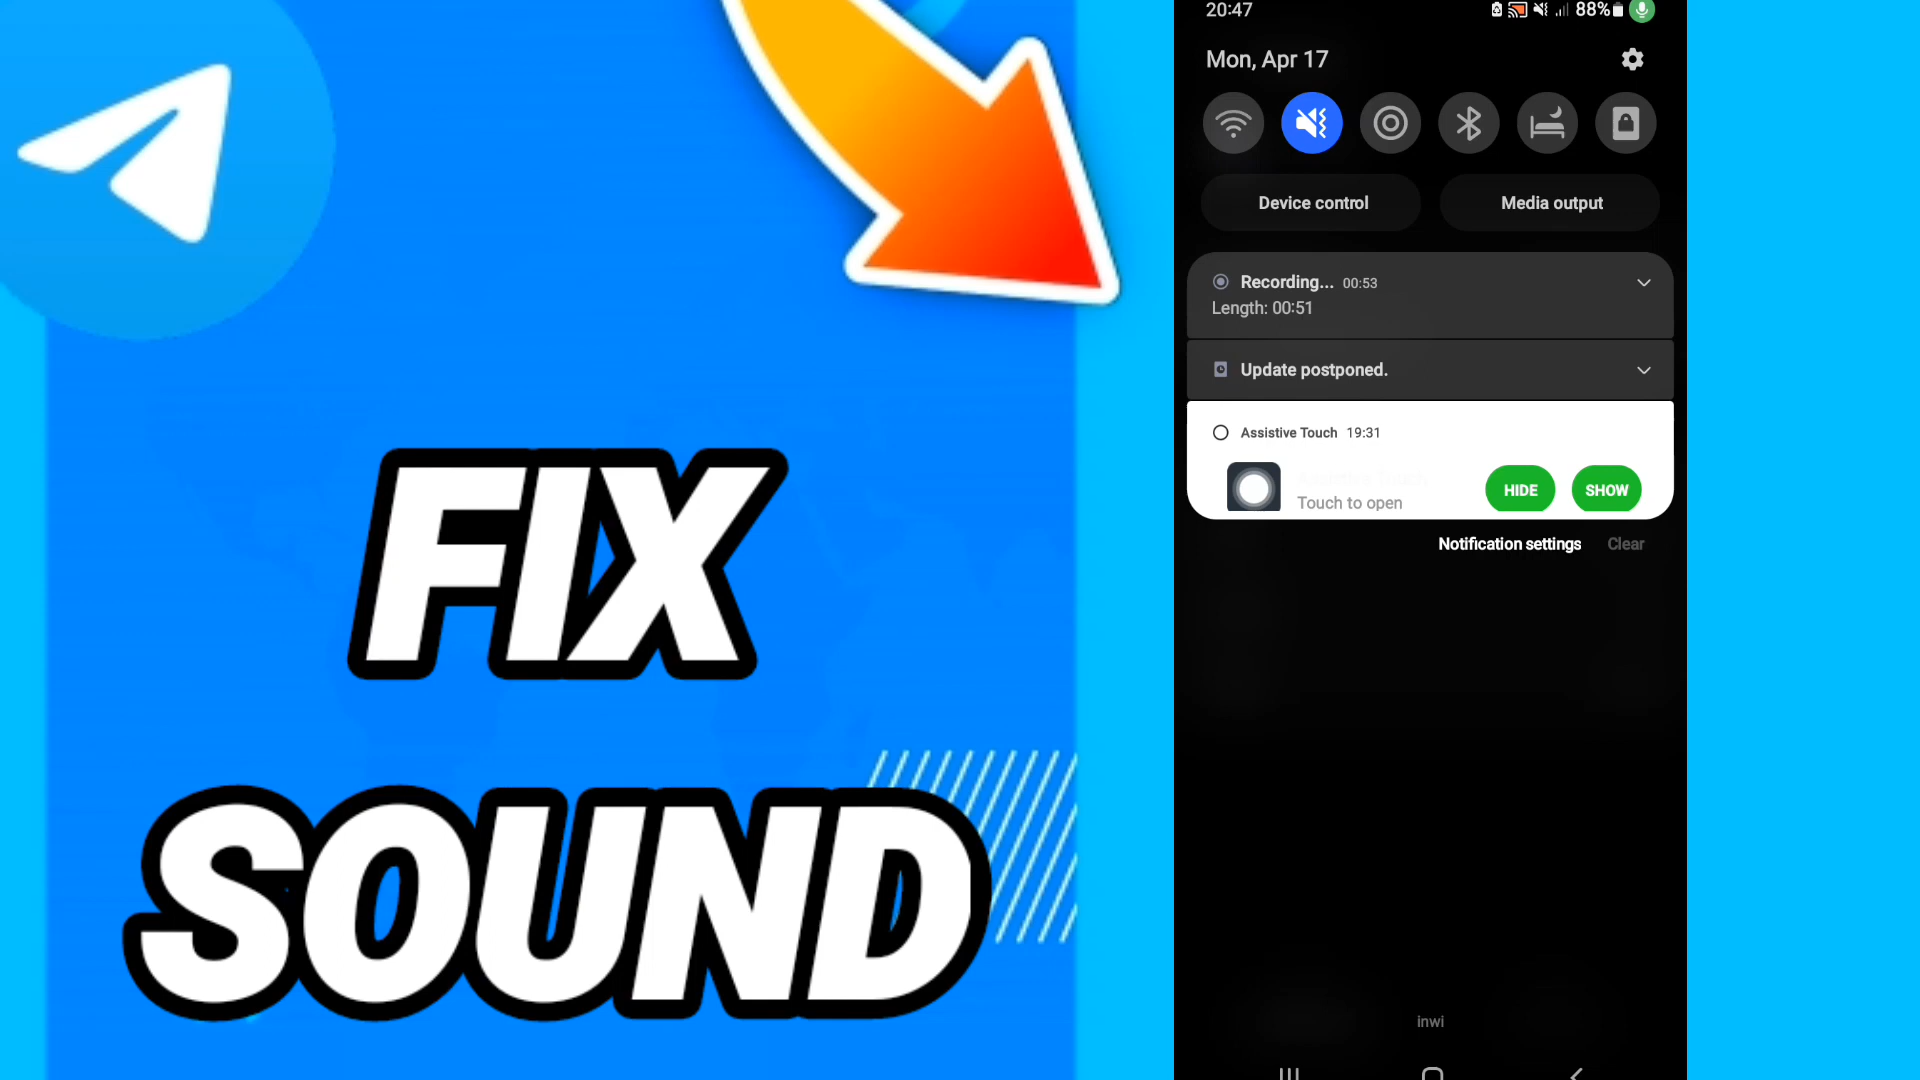 FIX
SOUND
20:47
88%
Mon, Apr 17
Device control
Media output
Recording... 00:53
Length: 00:51
Update postponed.
Assistive Touch 19:31
Touch to open
HIDE
SHOW
Notification settings
Clear
inwi